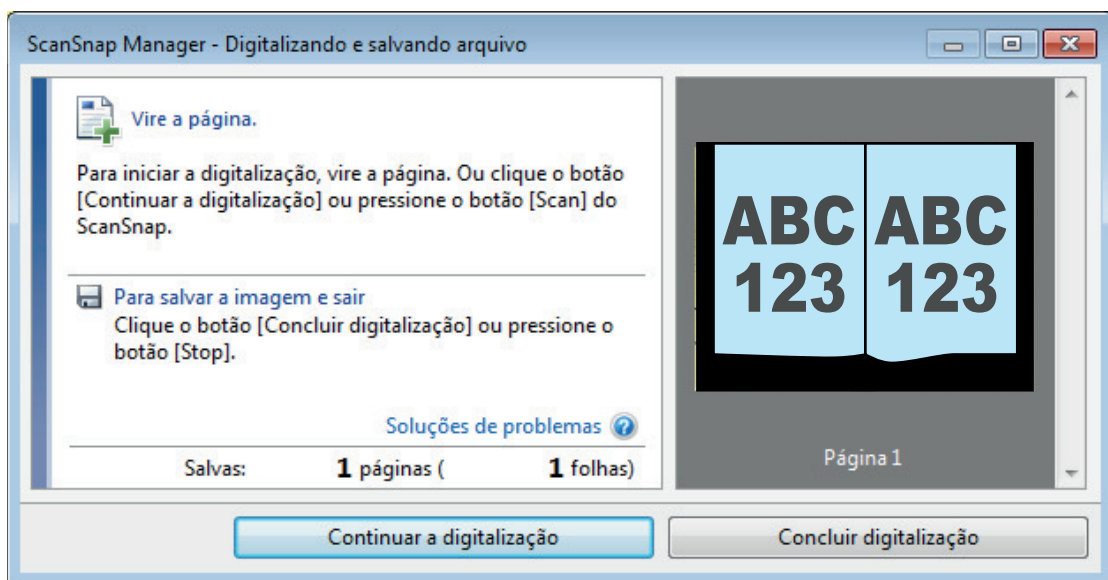 ScanSnap Manager - Digitalizando e salvando arquivo
Vire a página.
Para iniciar a digitalização, vire a página. Ou clique o botão
[Continuar a digitalização] ou pressione o botão [Scan] do
ScanSnap.
Para salvar a imagem e sair
Clique o botão [Concluir digitalização] ou pressione o
botão [Stop].
Soluções de problemas
Salvas: 1 páginas ( 1 folhas)
ABC ABC
123 123
Página 1
Continuar a digitalização Concluir digitalização